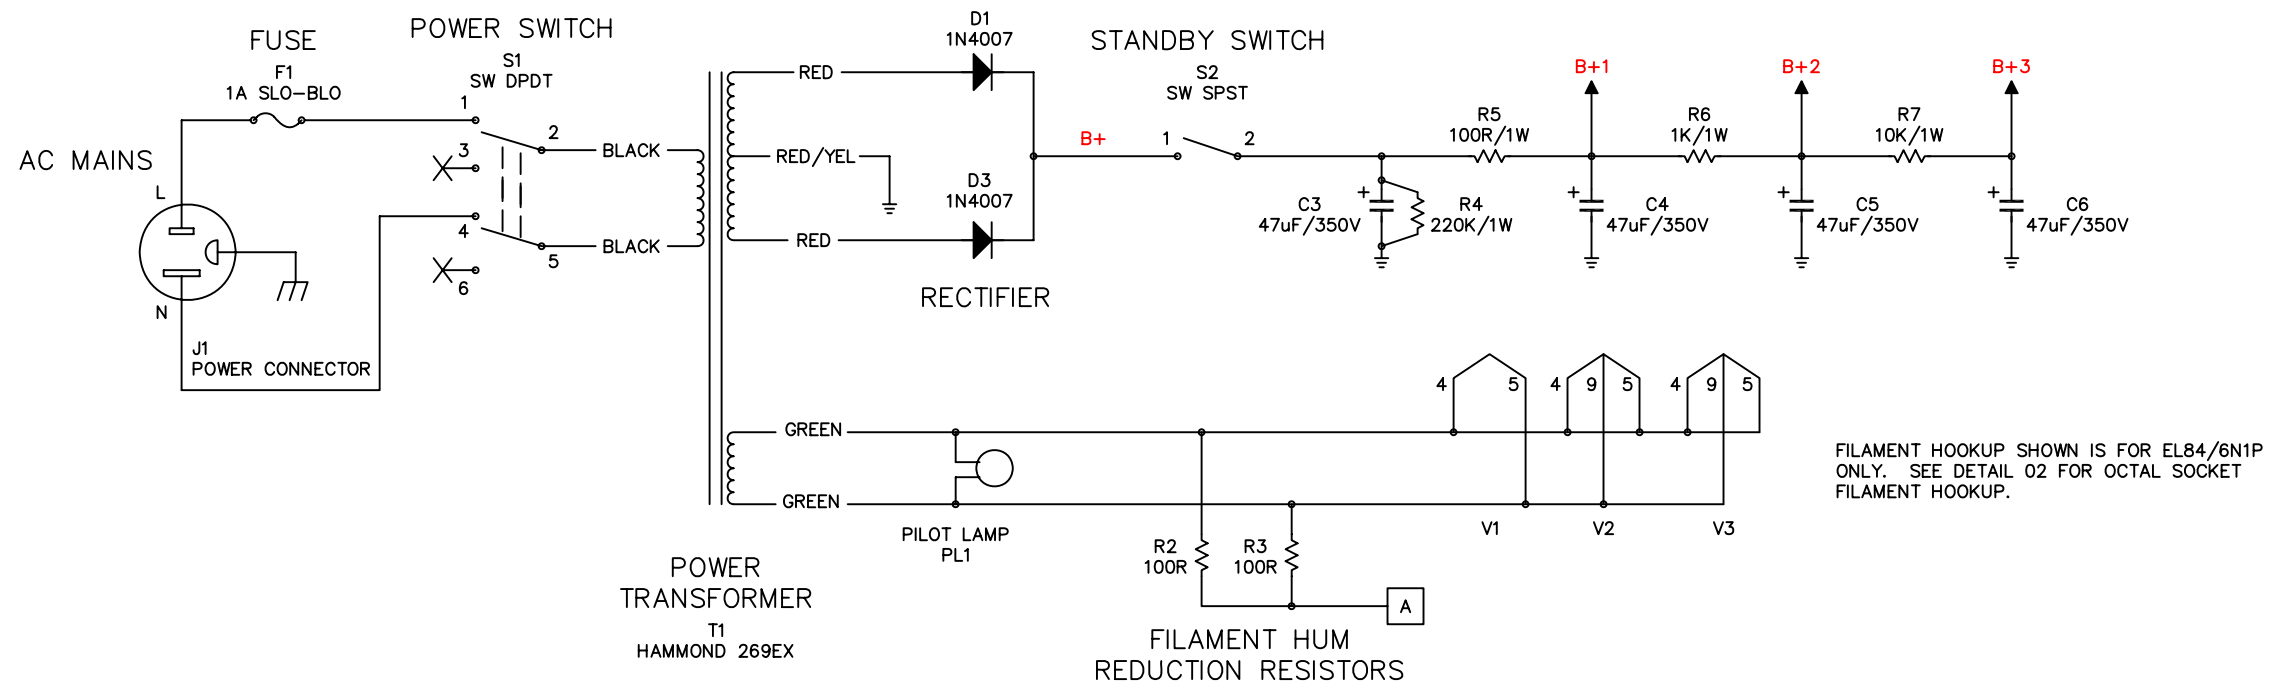 FUSE
F1
1A SLO-BLO
POWER SWITCH
S1
SW DPDT
AC MAINS
L
N
J1
POWER CONNECTOR
1
2
3
4
5
6
BLACK
BLACK
RED
RED/YEL
RED
D1
1N4007
D3
1N4007
RECTIFIER
B+
STANDBY SWITCH
S2
SW SPST
1
2
C3
47uF/350V
+
R4
220K/1W
R5
100R/1W
B+1
+
C4
47uF/350V
R6
1K/1W
B+2
+
C5
47uF/350V
R7
10K/1W
B+3
+
C6
47uF/350V
GREEN
GREEN
PILOT LAMP
PL1
POWER
TRANSFORMER
T1
HAMMOND 269EX
R2
100R
R3
100R
A
FILAMENT HUM
REDUCTION RESISTORS
4
5
V1
4
9
5
V2
4
9
5
V3
FILAMENT HOOKUP SHOWN IS FOR EL84/6N1P
ONLY. SEE DETAIL 02 FOR OCTAL SOCKET
FILAMENT HOOKUP.